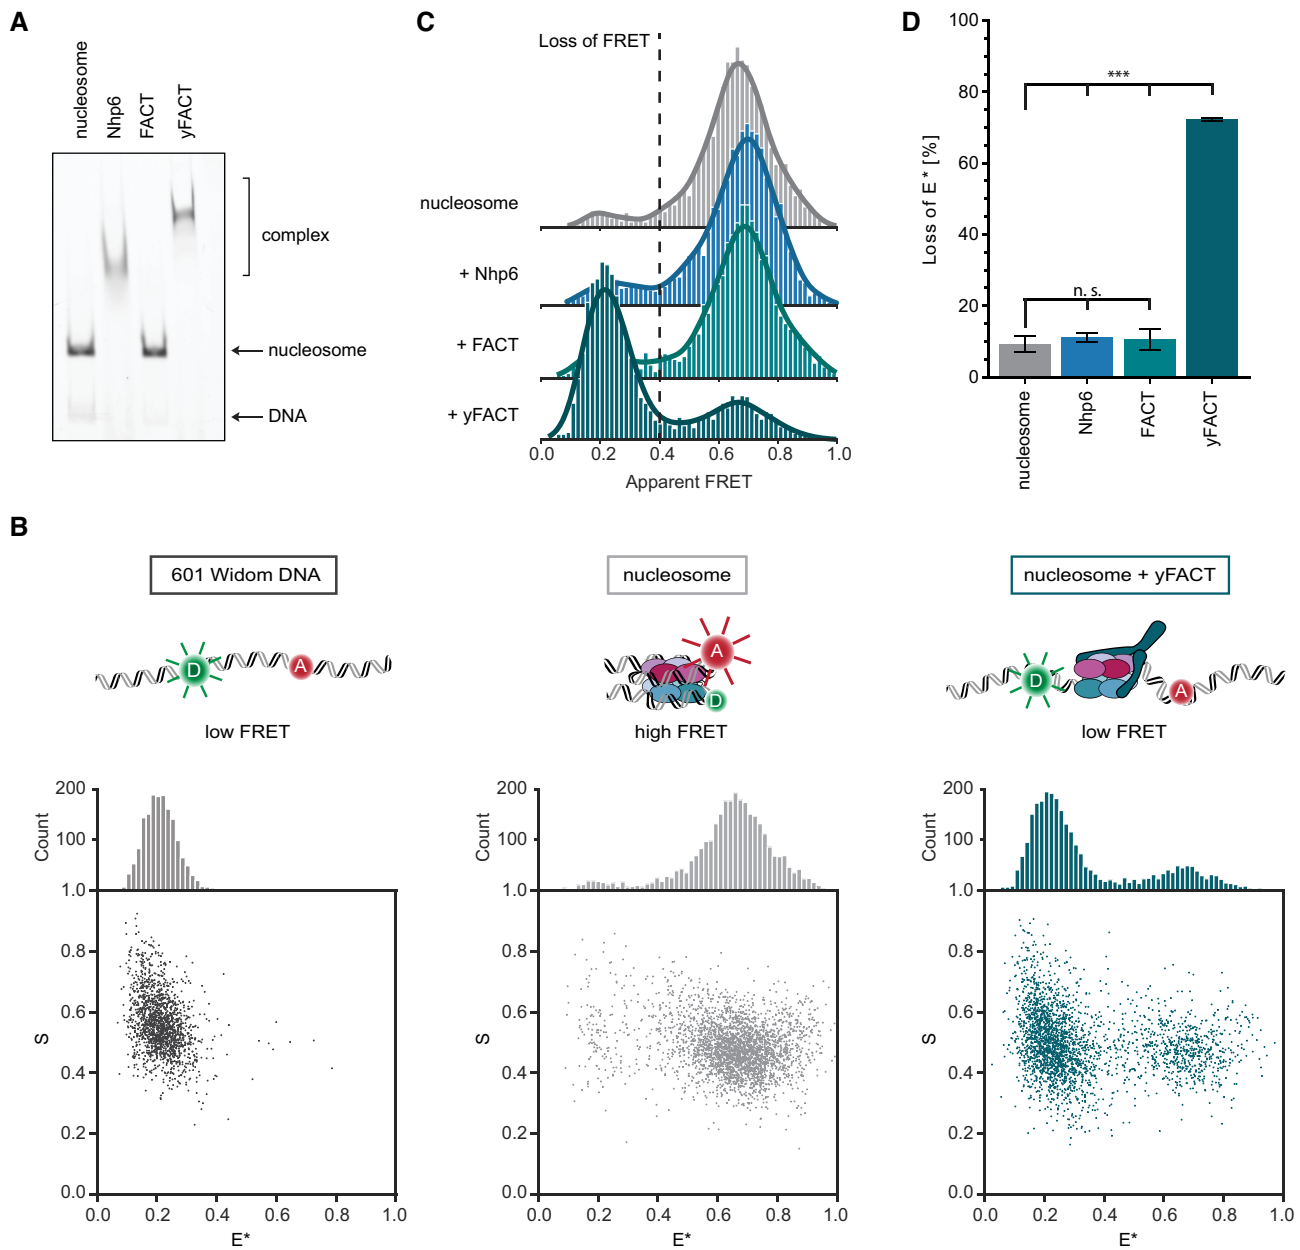 A
nucleosome
Nhp6
FACT
yFACT
complex
nucleosome
DNA
C
Loss of FRET
nucleosome
+ Nhp6
+ FACT
+ yFACT
0.0 0.2 0.4 0.6 0.8 1.0
Apparent FRET
D
100
80
60
40
20
0
Loss of E* [%]
***
n. s.
nucleosome
Nhp6
FACT
yFACT
B
601 Widom DNA
D
A
low FRET
200
100
1.0
Count
0.8
0.6
0.4
0.2
0.0
S
0.0 0.2 0.4 0.6 0.8 1.0
E*
nucleosome
A
D
high FRET
200
100
1.0
Count
0.8
0.6
0.4
0.2
0.0
S
0.0 0.2 0.4 0.6 0.8 1.0
E*
nucleosome + yFACT
D
A
low FRET
200
100
1.0
Count
0.8
0.6
0.4
0.2
0.0
S
0.0 0.2 0.4 0.6 0.8 1.0
E*